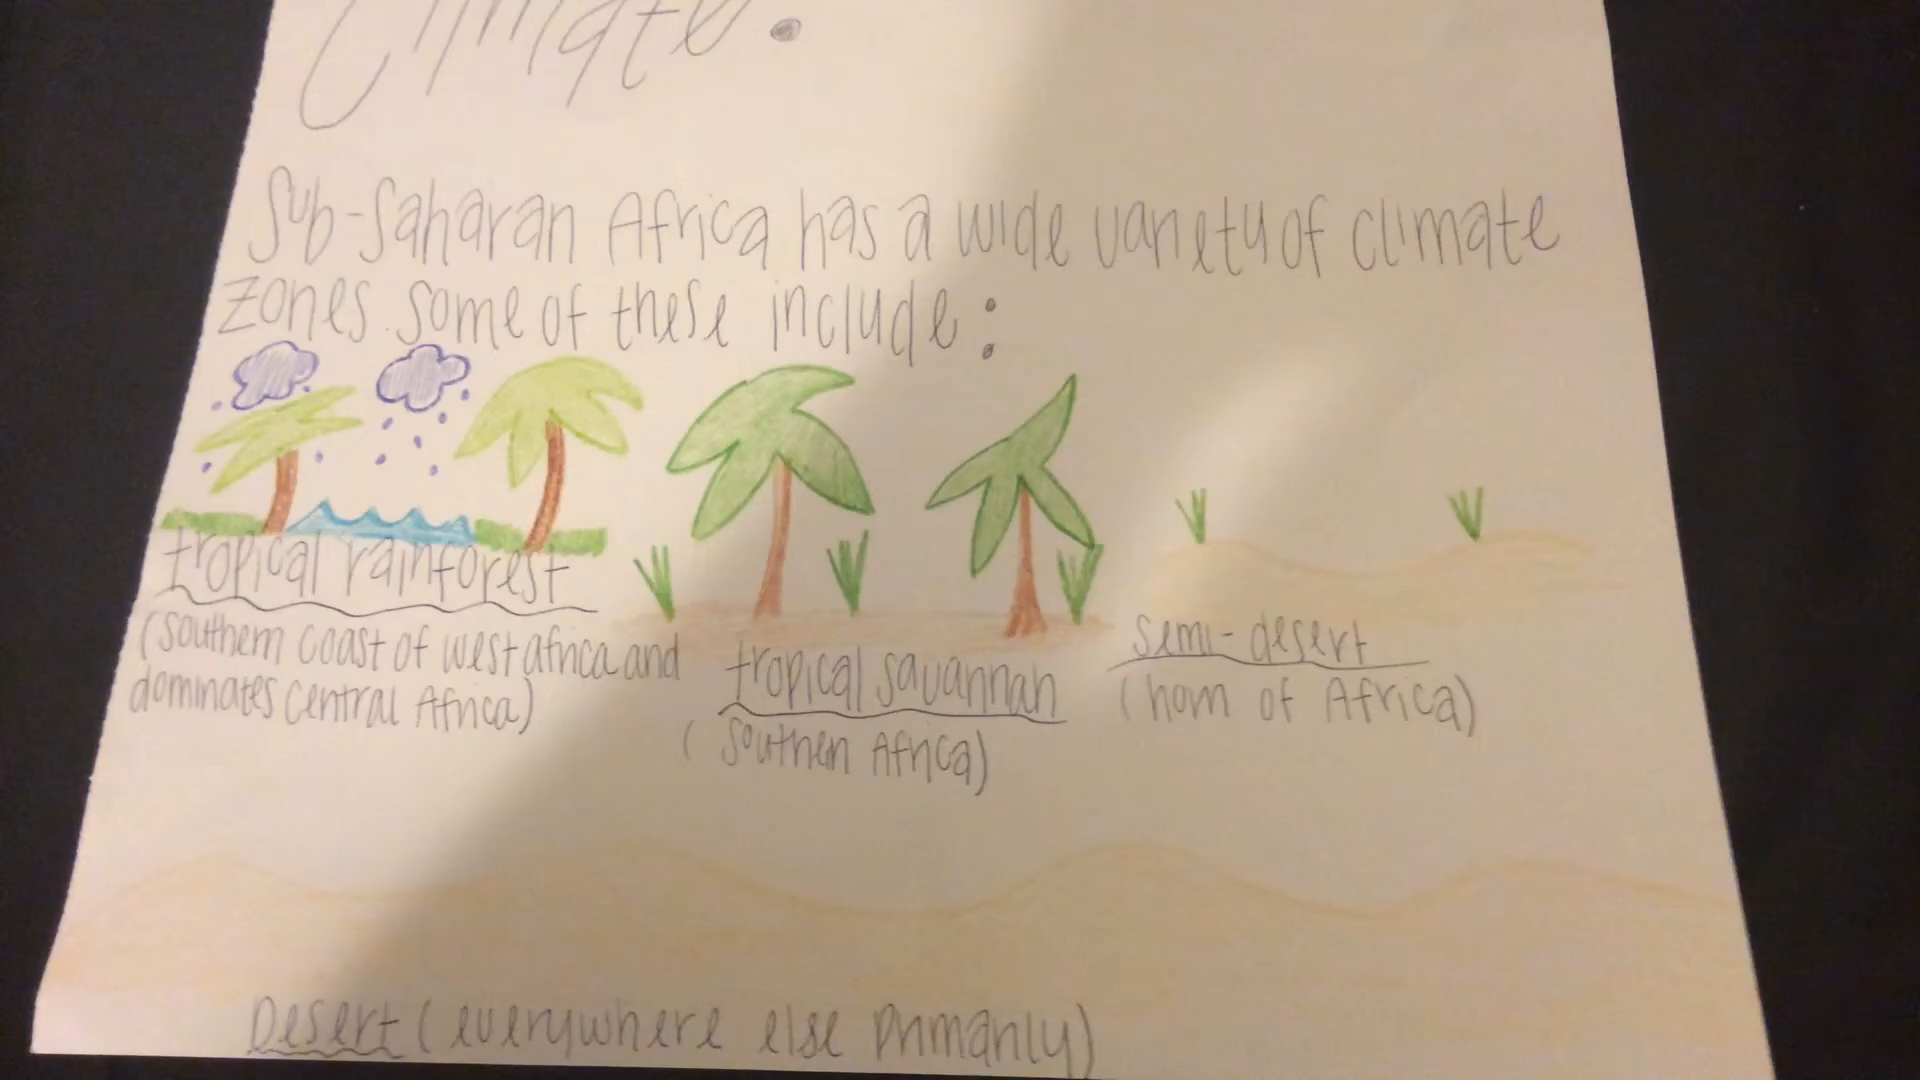 Climate.
Sub-Saharan Africa has a wide variety of climate
zones. some of these include:
tropical rainforest
(southern coast of west africa and
dominates central Africa)
tropical savannah
(Southen Africa)
semi-desert
(horn of Africa)
Desert (everywhere else primarily)